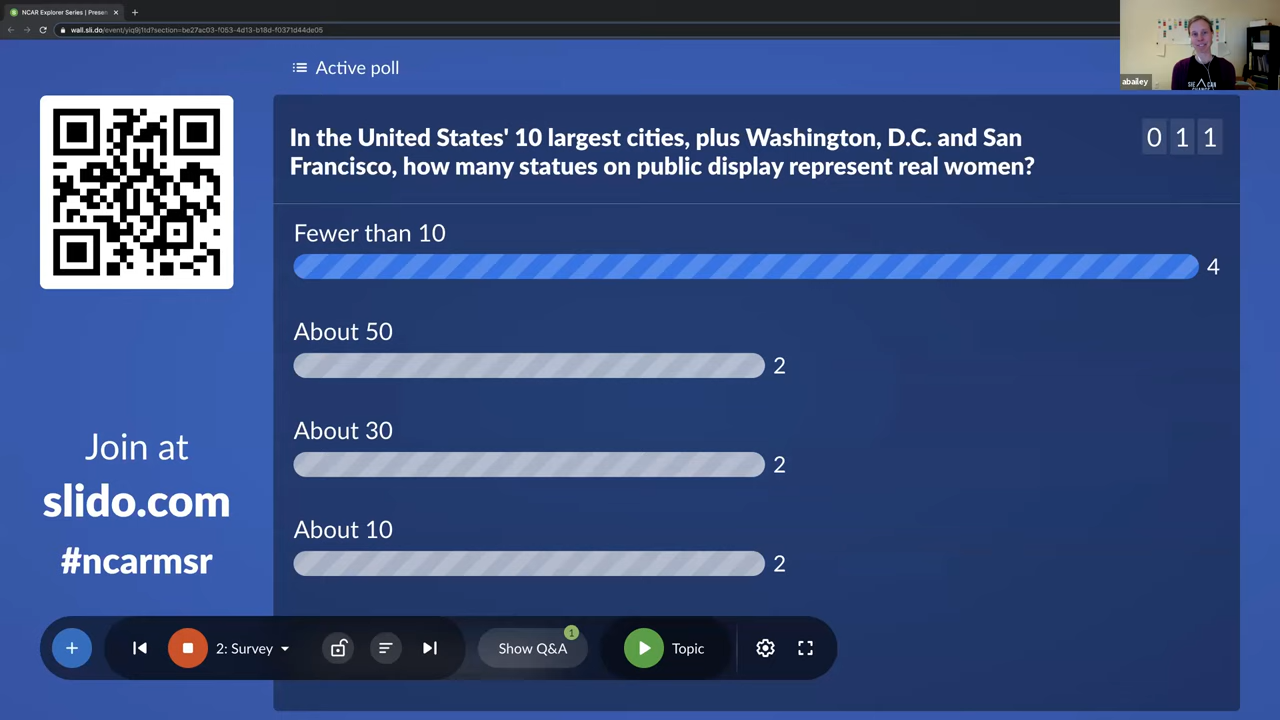 NCAR Explorer Series | Presen
wall.sli.do/event/yiq9j1td?section=be27ac03-f053-4d13-b18d-f0371d44de05
abailey
Active poll
In the United States' 10 largest cities, plus Washington, D.C. and San
Francisco, how many statues on public display represent real women?
0 1 1
Fewer than 10
4
About 50
2
About 30
2
About 10
2
Join at
slido.com
#ncarmsr
2: Survey
Show Q&A
1
Topic